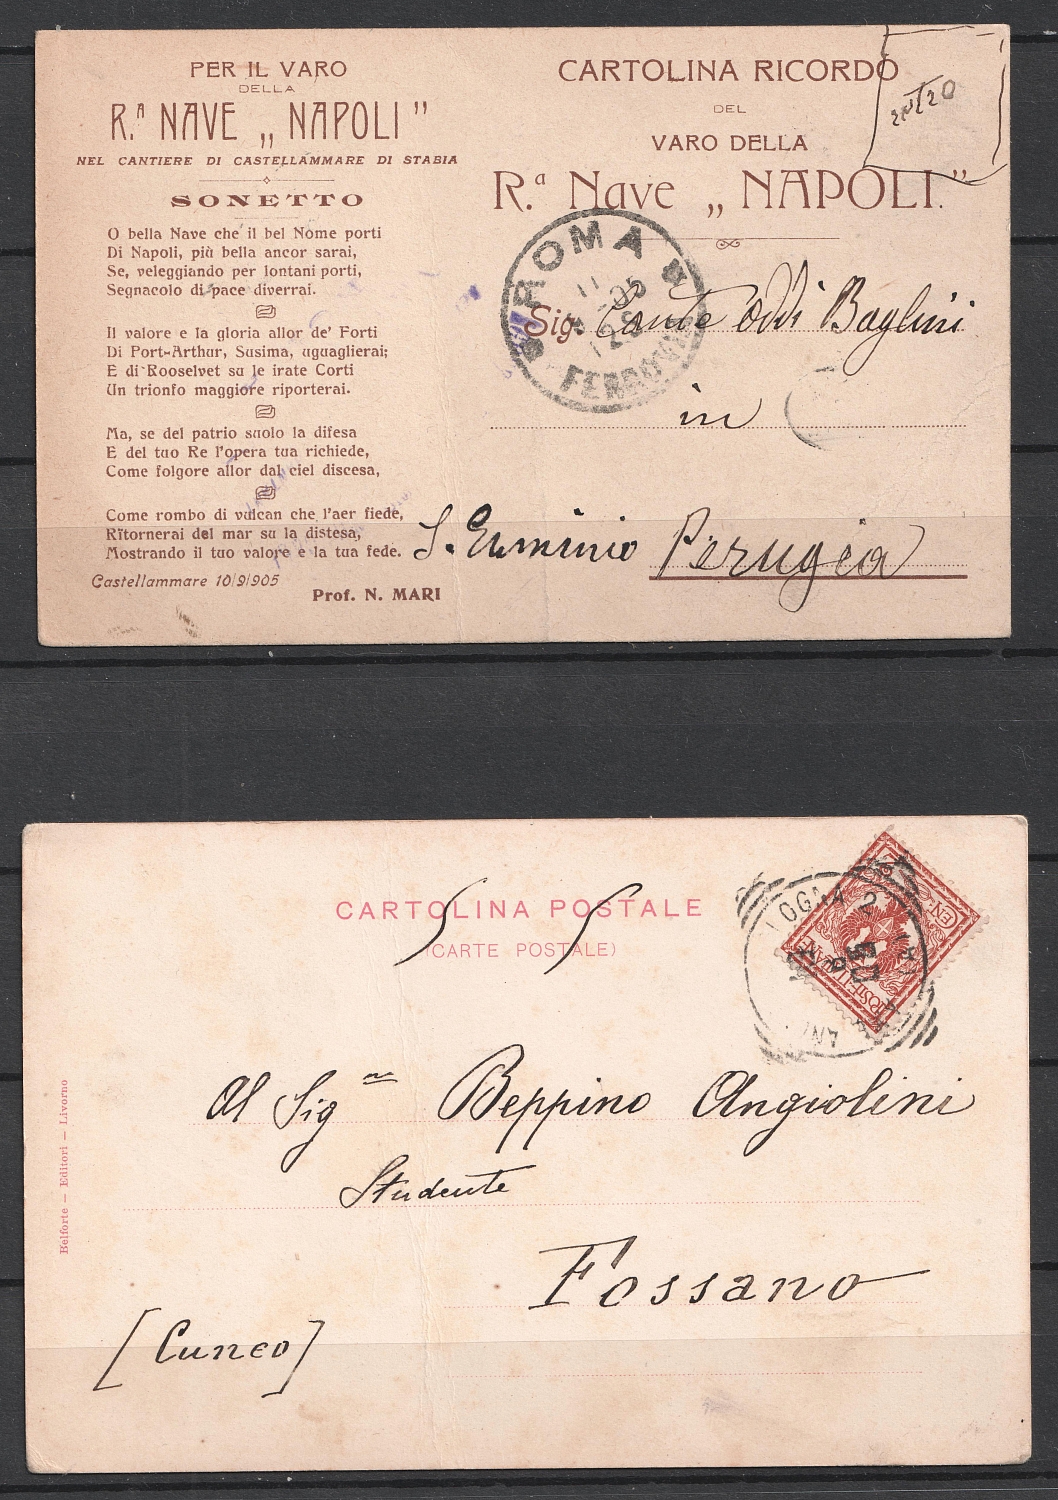 PER IL VARO
DELLA
R.ª NAVE „ NAPOLI ”
NEL CANTIERE DI CASTELLAMMARE DI STABIA
SONETTO
O bella Nave che il bel Nome porti
Di Napoli, più bella ancor sarai,
Se, veleggiando per lontani porti,
Segnacolo di pace diverrai.
Il valore e la gloria allor de' Forti
Di Port-Arthur, Susima, uguaglierai;
E di Rooselvet su le irate Corti
Un trionfo maggiore riporterai.
Ma, se del patrio suolo la difesa
E del tuo Re l'opera tua richiede,
Come folgore allor dal ciel discesa,
Come rombo di vulcan che l'aer fiede,
Ritornerai del mar su la distesa,
Mostrando il tuo valore e la tua fede.
Castellammare 10/9/905
Prof. N. MARI
CARTOLINA RICORDO
DEL
VARO DELLA
R.ª Nave „ NAPOLI. ”
ROMA
FERROVIA
Sig. Conte Oddi Baglini
in
S. Erminio Perugia
CARTOLINA POSTALE
(CARTE POSTALE)
Al Sig Beppino Angiolini
Studente
Fossano
[Cuneo]
Belforte — Editori — Livorno